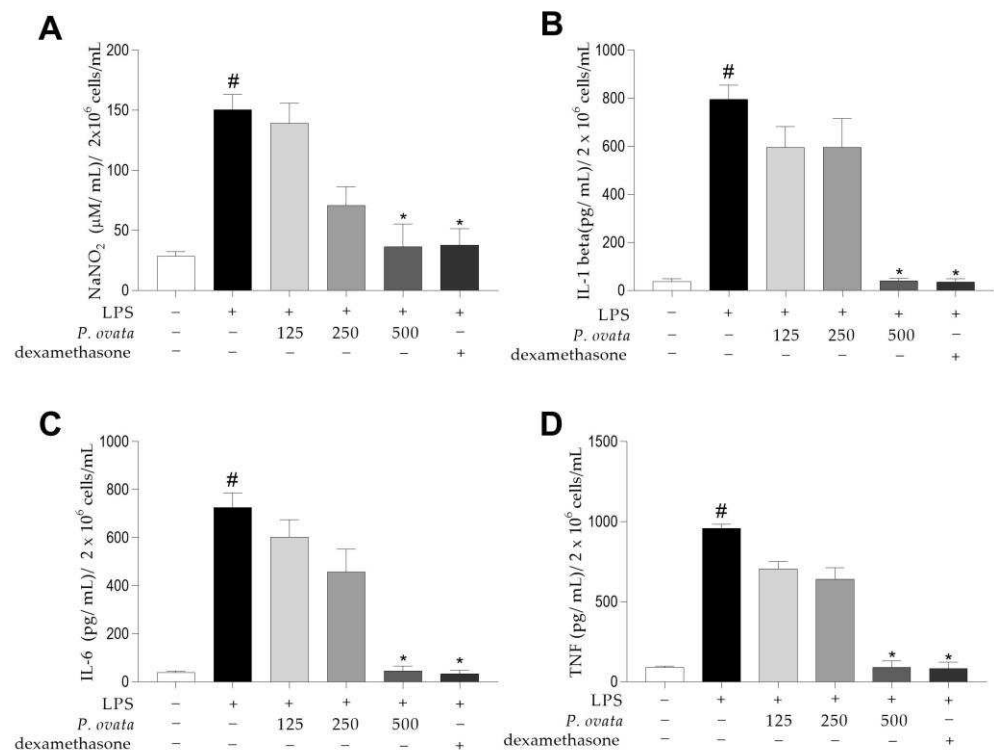 A
NaNO2 (µM/ mL)/ 2x10^6 cells/mL
200
150
100
50
0
#
*
*
LPS – + + + + +
P. ovata – – 125 250 500 –
dexamethasone – – – – – +
B
IL-1 beta(pg/ mL)/ 2 x 10^6 cells/mL
1000
800
600
400
200
0
#
*
*
LPS – + + + + +
P. ovata – – 125 250 500 –
dexamethasone – – – – – +
C
IL-6 (pg/ mL)/ 2 x 10^6 cells/mL
1000
800
600
400
200
0
#
*
*
LPS – + + + + +
P. ovata – – 125 250 500 –
dexamethasone – – – – – +
D
TNF (pg/ mL)/ 2 x 10^6 cells/mL
1500
1000
500
0
#
*
*
LPS – + + + + +
P. ovata – – 125 250 500 –
dexamethasone – – – – – +